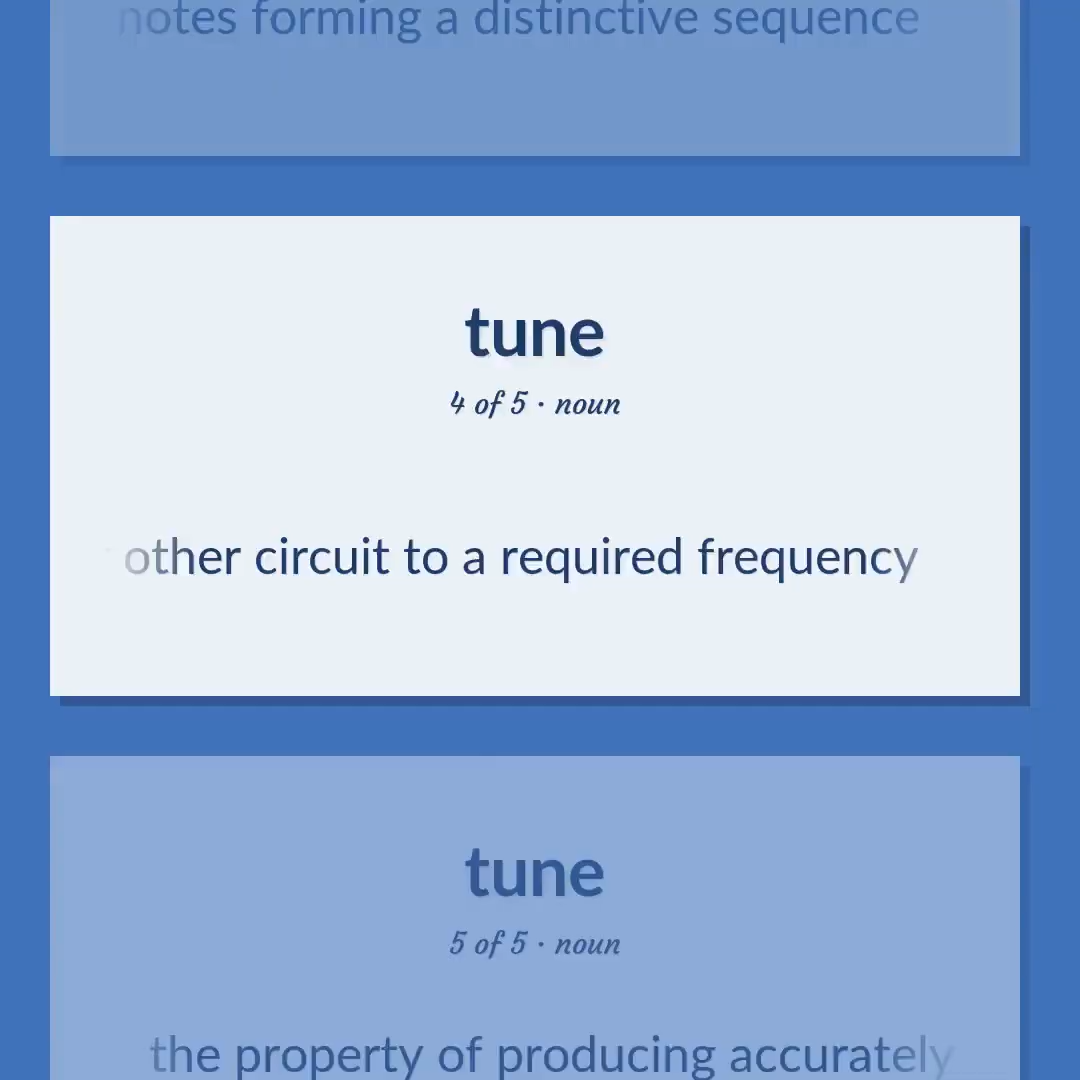 notes forming a distinctive sequence
tune
4 of 5 · noun
other circuit to a required frequency
tune
5 of 5 · noun
the property of producing accurately